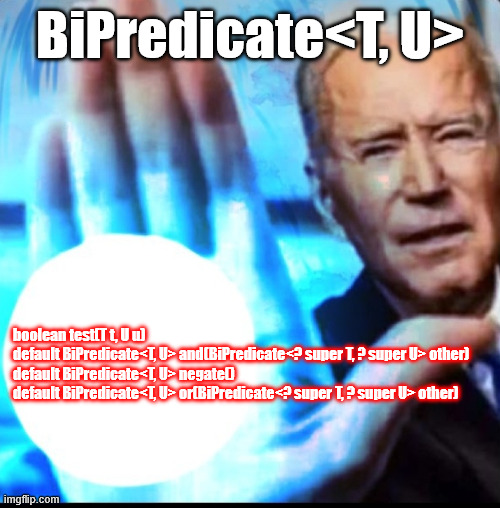 BiPredicate<T, U>
boolean test(T t, U u)
default BiPredicate<T, U> and(BiPredicate<? super T, ? super U> other)
default BiPredicate<T, U> negate()
default BiPredicate<T, U> or(BiPredicate<? super T, ? super U> other)
imgflip.com